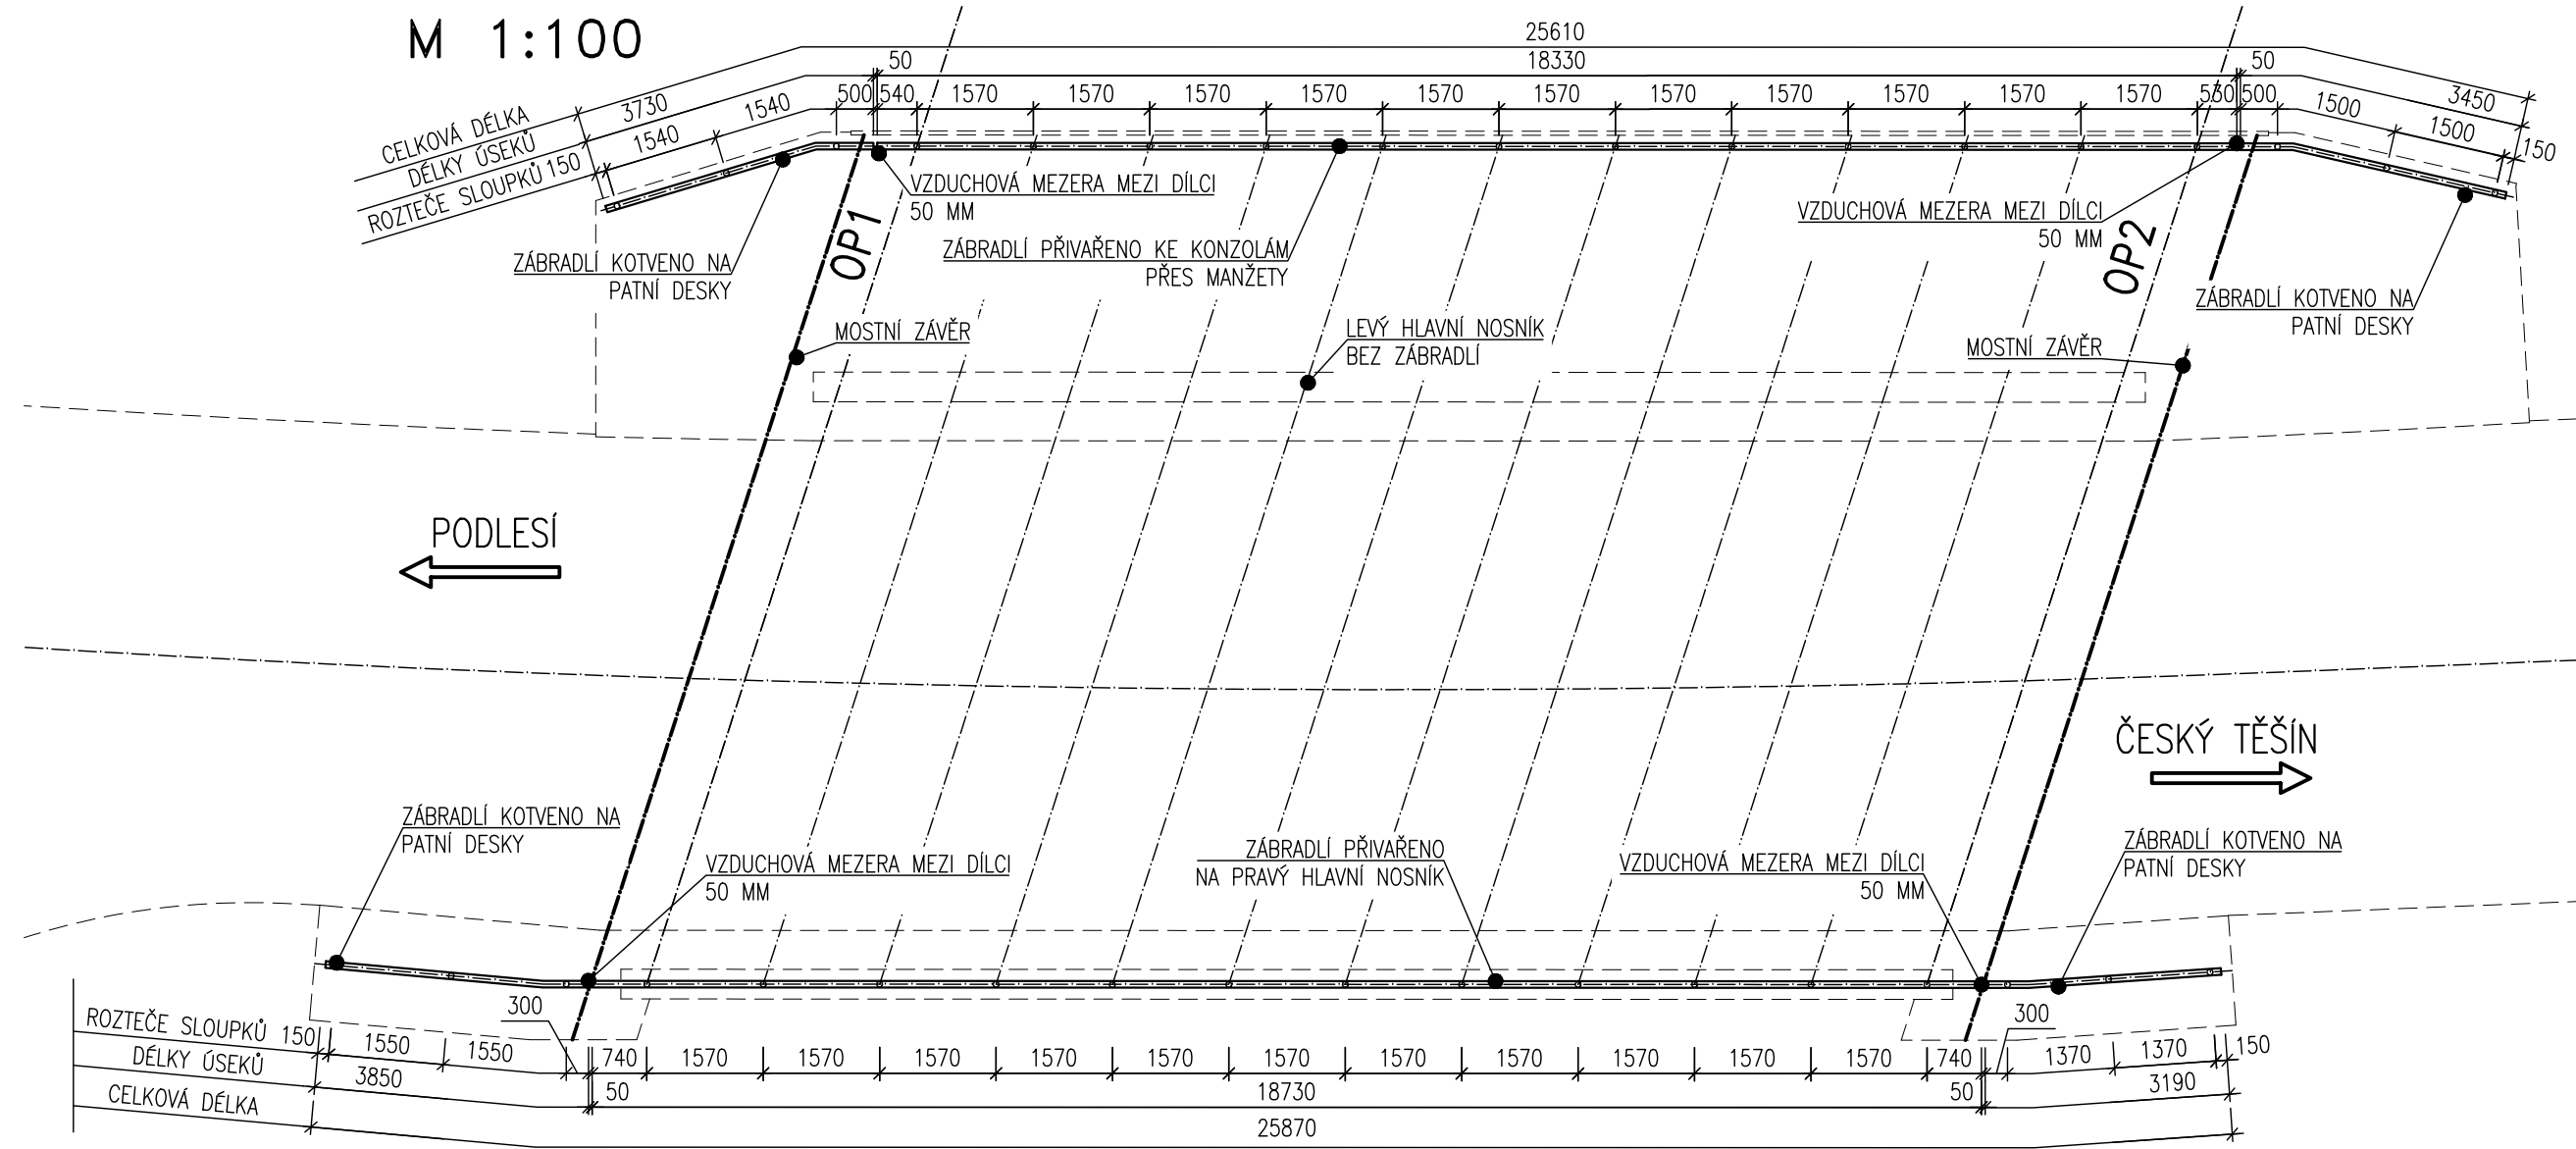 M 1:100
25610
50
18330
50
CELKOVÁ DÉLKA
3730
3450
DÉLKY ÚSEKŮ
ROZTEČE SLOUPKŮ
150
1540
1540
500
540
1570
1570
1570
1570
1570
1570
1570
1570
1570
1570
1570
530
500
1500
1500
150
VZDUCHOVÁ MEZERA MEZI DÍLCI
50 MM
VZDUCHOVÁ MEZERA MEZI DÍLCI
50 MM
OP1
OP2
ZÁBRADLÍ KOTVENO NA
PATNÍ DESKY
ZÁBRADLÍ PŘIVAŘENO KE KONZOLÁM
PŘES MANŽETY
ZÁBRADLÍ KOTVENO NA
PATNÍ DESKY
MOSTNÍ ZÁVĚR
LEVÝ HLAVNÍ NOSNÍK
BEZ ZÁBRADLÍ
MOSTNÍ ZÁVĚR
PODLESÍ
ČESKÝ TĚŠÍN
ZÁBRADLÍ KOTVENO NA
PATNÍ DESKY
VZDUCHOVÁ MEZERA MEZI DÍLCI
50 MM
ZÁBRADLÍ PŘIVAŘENO
NA PRAVÝ HLAVNÍ NOSNÍK
VZDUCHOVÁ MEZERA MEZI DÍLCI
50 MM
ZÁBRADLÍ KOTVENO NA
PATNÍ DESKY
300
300
ROZTEČE SLOUPKŮ
150
1550
1550
740
1570
1570
1570
1570
1570
1570
1570
1570
1570
1570
1570
740
1370
1370
150
DÉLKY ÚSEKŮ
3850
50
18730
50
3190
CELKOVÁ DÉLKA
25870